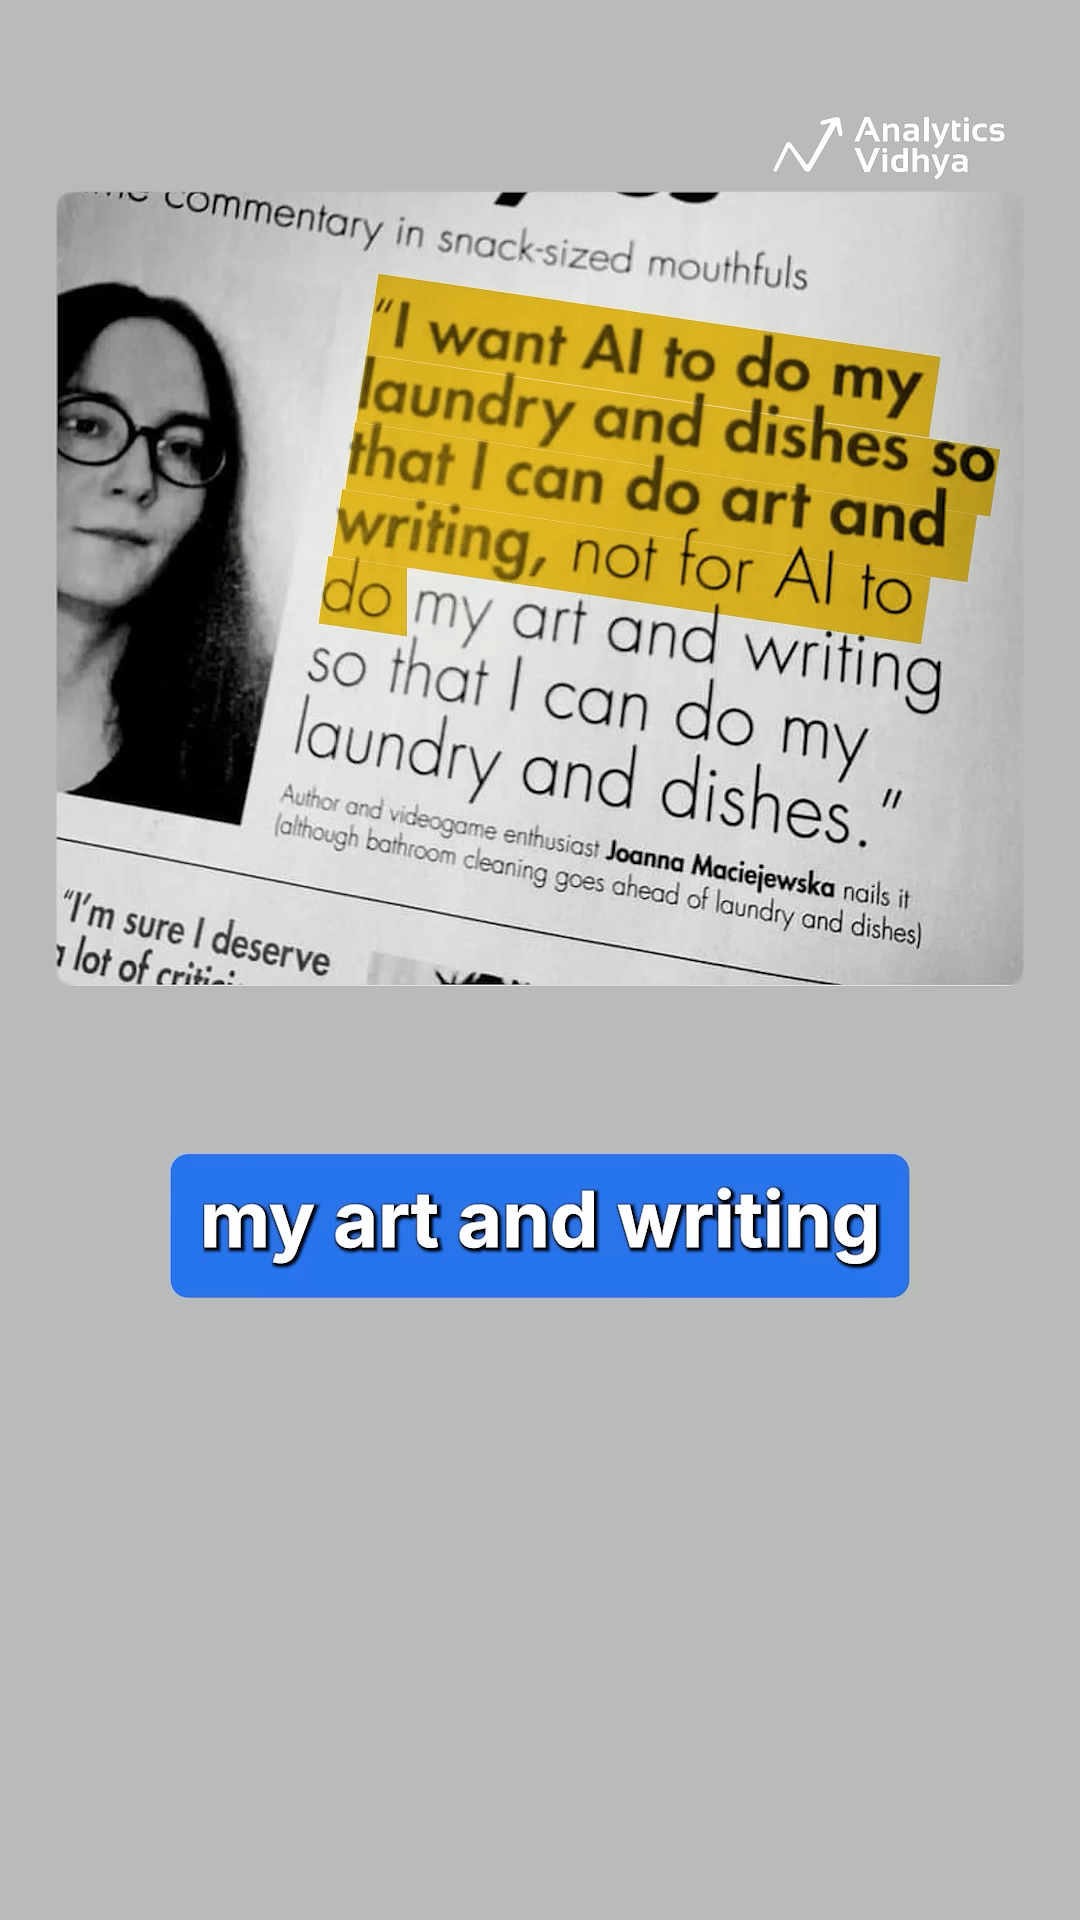 Analytics
Vidhya
commentary in snack-sized mouthfuls
“I want AI to do my
laundry and dishes so
that I can do art and
writing, not for AI to
do my art and writing
so that I can do my
laundry and dishes.”
Author and videogame enthusiast Joanna Maciejewska nails it
(although bathroom cleaning goes ahead of laundry and dishes)
“I'm sure I deserve
a lot of
my art and writing